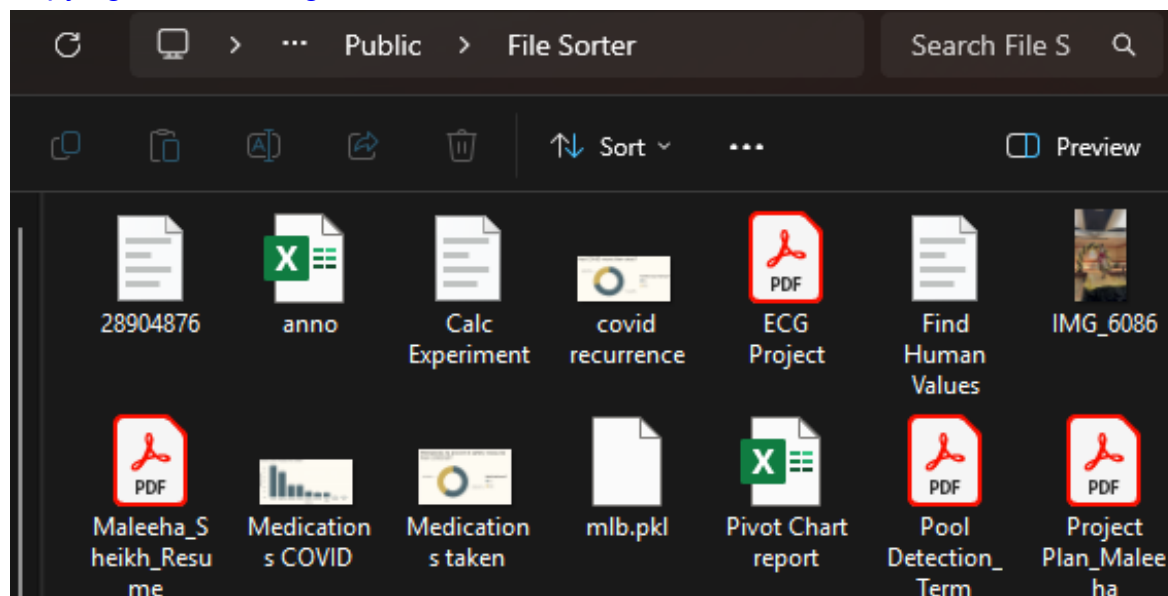 Public > File Sorter
Search File S
Sort
Preview
28904876
anno
Calc
Experiment
covid
recurrence
PDF
ECG
Project
Find
Human
Values
IMG_6086
PDF
Maleeha_S
heikh_Resu
me
Medication
s COVID
Medication
s taken
mlb.pkl
X
Pivot Chart
report
PDF
Pool
Detection_
Term
PDF
Project
Plan_Malee
ha